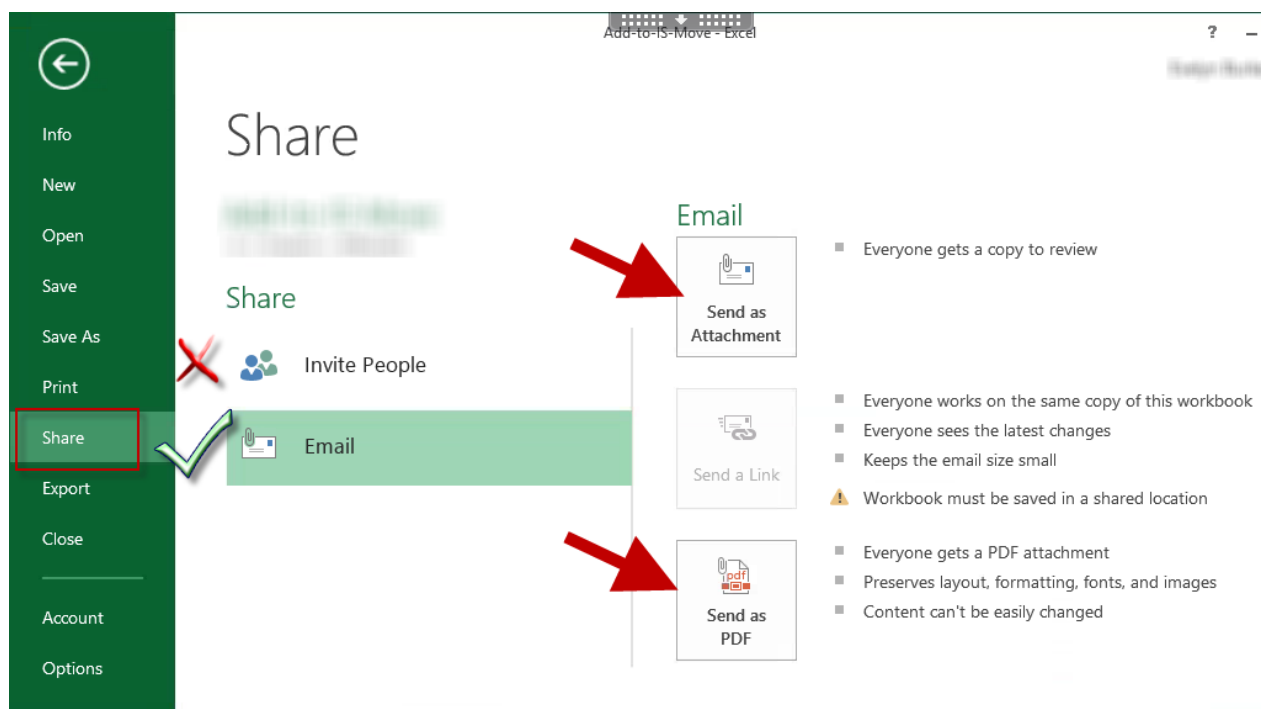 Add-to-IS-Move - Excel
?
Info
New
Open
Save
Save As
Print
Share
Export
Close
Account
Options
Share
Share
Invite People
Email
Email
Send as
Attachment
Everyone gets a copy to review
Send a Link
Everyone works on the same copy of this workbook
Everyone sees the latest changes
Keeps the email size small
Workbook must be saved in a shared location
pdf
Send as
PDF
Everyone gets a PDF attachment
Preserves layout, formatting, fonts, and images
Content can't be easily changed